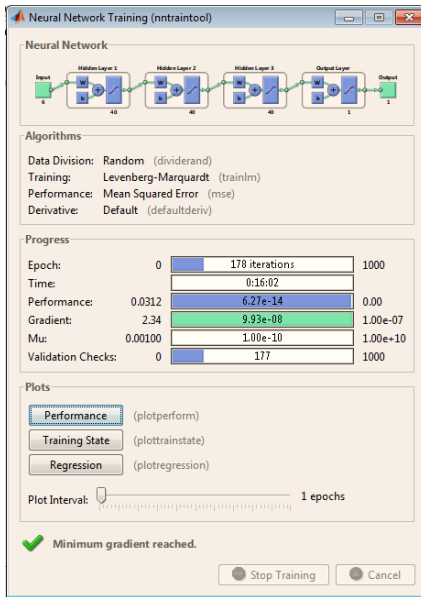 Neural Network Training (nntraintool)
Neural Network
Hidden Layer 1 Hidden Layer 2 Hidden Layer 3 Output Layer
Input Output
W W W W
b b b b
6 1
40 40 40 1
Algorithms
Data Division: Random (dividerand)
Training: Levenberg-Marquardt (trainlm)
Performance: Mean Squared Error (mse)
Derivative: Default (defaultderiv)
Progress
Epoch: 0 178 iterations 1000
Time: 0:16:02
Performance: 0.0312 6.27e-14 0.00
Gradient: 2.34 9.93e-08 1.00e-07
Mu: 0.00100 1.00e-10 1.00e+10
Validation Checks: 0 177 1000
Plots
Performance (plotperform)
Training State (plottrainstate)
Regression (plotregression)
Plot Interval: 1 epochs
Minimum gradient reached.
Stop Training Cancel